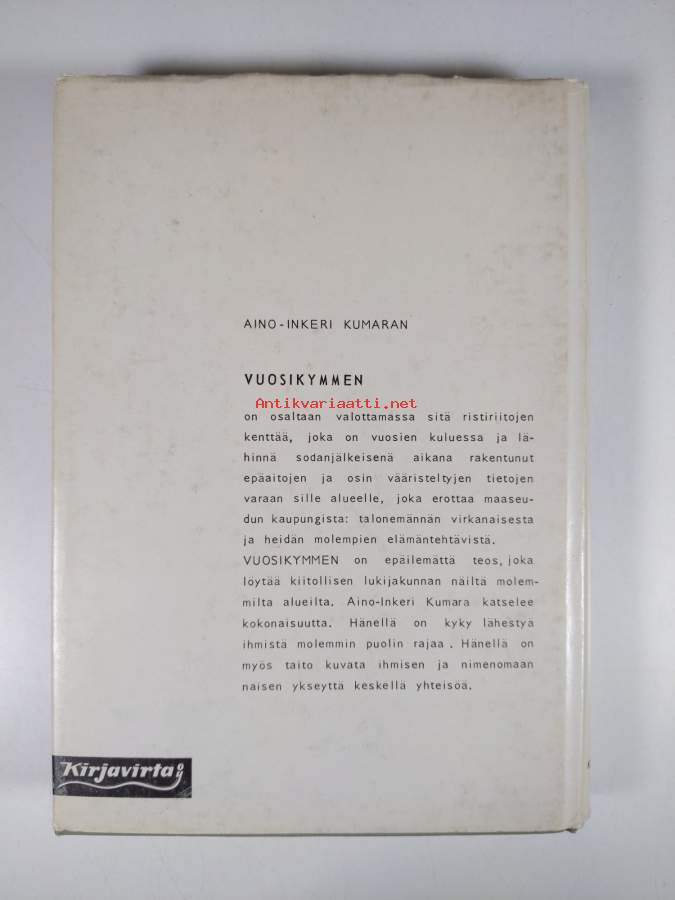 AINO-INKERI KUMARAN
VUOSIKYMMEN
Antikvariaatti.net
on osaltaan valottamassa sitä ristiriitojen
kenttää, joka on vuosien kuluessa ja lä-
hinnä sodanjälkeisenä aikana rakentunut
epäaitojen ja osin vääristeltyjen tietojen
varaan sille alueelle, joka erottaa maaseu-
dun kaupungista: talonemännän virkanaisesta
ja heidän molempien elämäntehtävistä.
VUOSIKYMMEN on epäilemättä teos, joka
löytää kiitollisen lukijakunnan näiltä molem-
milta alueilta. Aino-Inkeri Kumara katselee
kokonaisuutta. Hänellä on kyky lähestya
ihmistä molemmin puolin rajaa. Hänellä on
myös taito kuvata ihmisen ja nimenomaan
naisen ykseyttä keskellä yhteisöä.
Kirjavirta oy